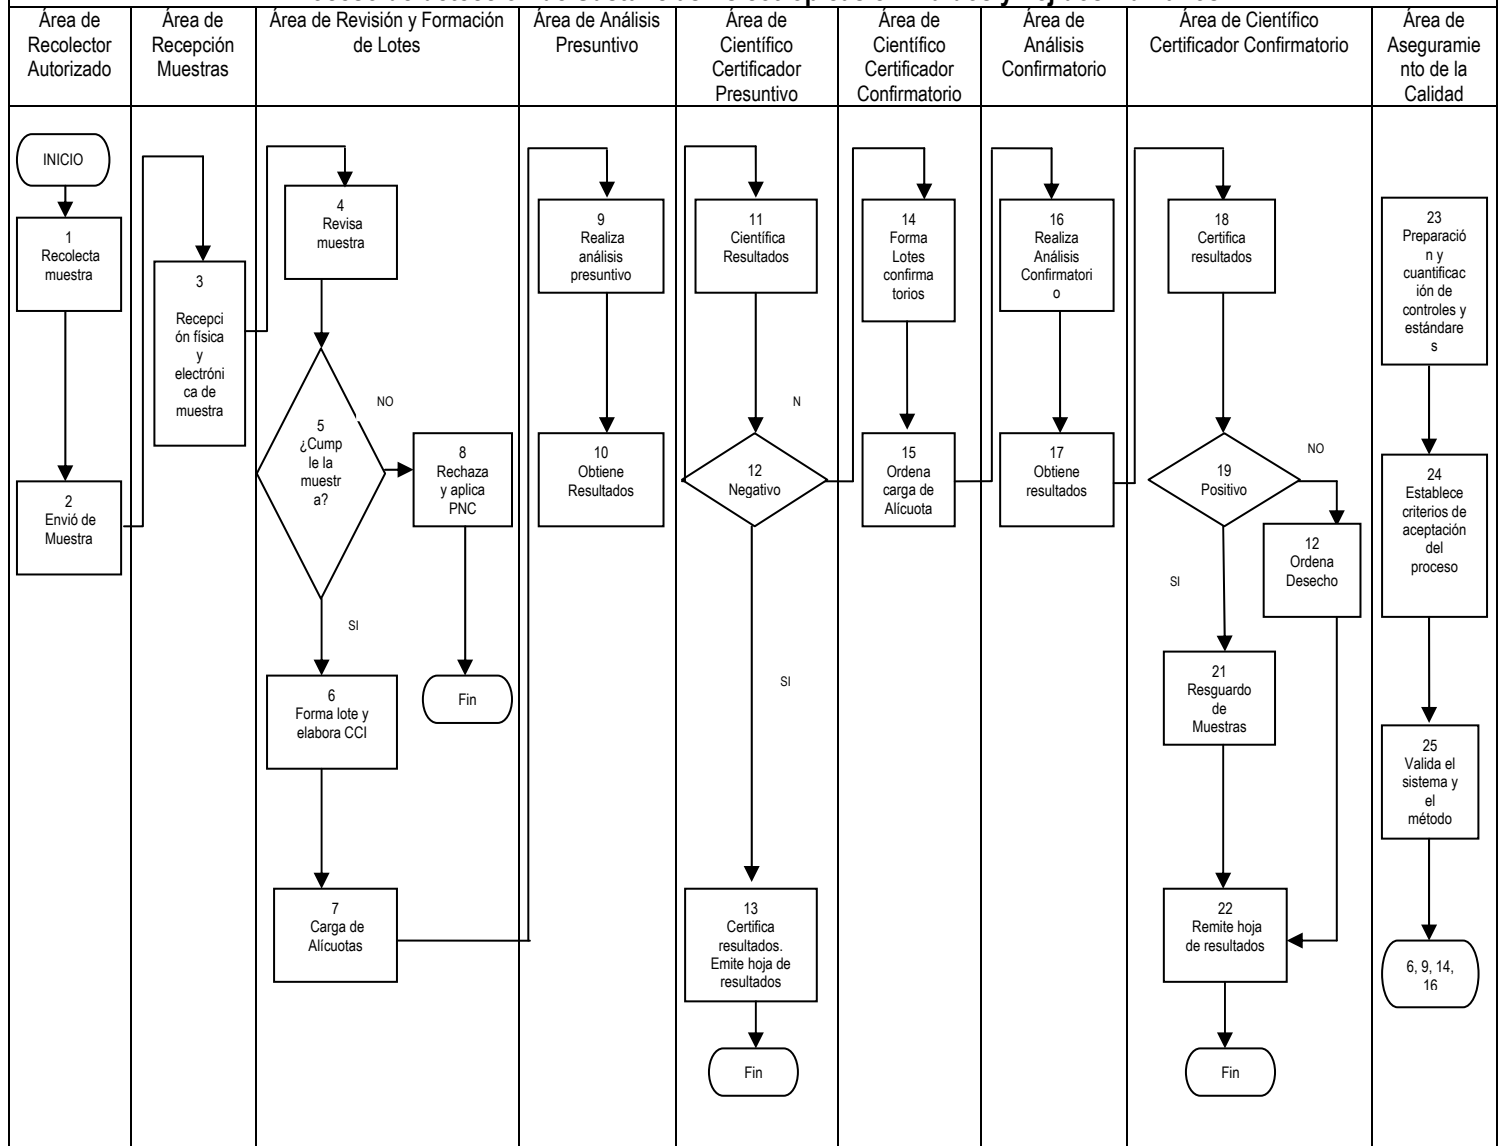 Área de
Recolector
Autorizado
Área de
Recepción
Muestras
Área de Revisión y Formación
de Lotes
Área de Análisis
Presuntivo
Área de
Científico
Certificador
Presuntivo
Área de
Científico
Certificador
Confirmatorio
Área de
Análisis
Confirmatorio
Área de Científico
Certificador Confirmatorio
Área de
Aseguramie
nto de la
Calidad
INICIO
1
Recolecta
muestra
2
Envió de
Muestra
3
Recepci
ón física
y
electróni
ca de
muestra
4
Revisa
muestra
5
¿Cump
le la
muestr
a?
NO
SI
8
Rechaza
y aplica
PNC
Fin
6
Forma lote y
elabora CCI
7
Carga de
Alícuotas
9
Realiza
análisis
presuntivo
10
Obtiene
Resultados
11
Científica
Resultados
12
Negativo
N
SI
13
Certifica
resultados.
Emite hoja de
resultados
Fin
14
Forma
Lotes
confirma
torios
15
Ordena
carga de
Alícuota
16
Realiza
Análisis
Confirmatori
o
17
Obtiene
resultados
18
Certifica
resultados
19
Positivo
NO
SI
12
Ordena
Desecho
21
Resguardo
de
Muestras
22
Remite hoja
de resultados
Fin
23
Preparació
n y
cuantificac
ión de
controles y
estándare
s
24
Establece
criterios de
aceptación
del
proceso
25
Valida el
sistema y
el
método
6, 9, 14,
16